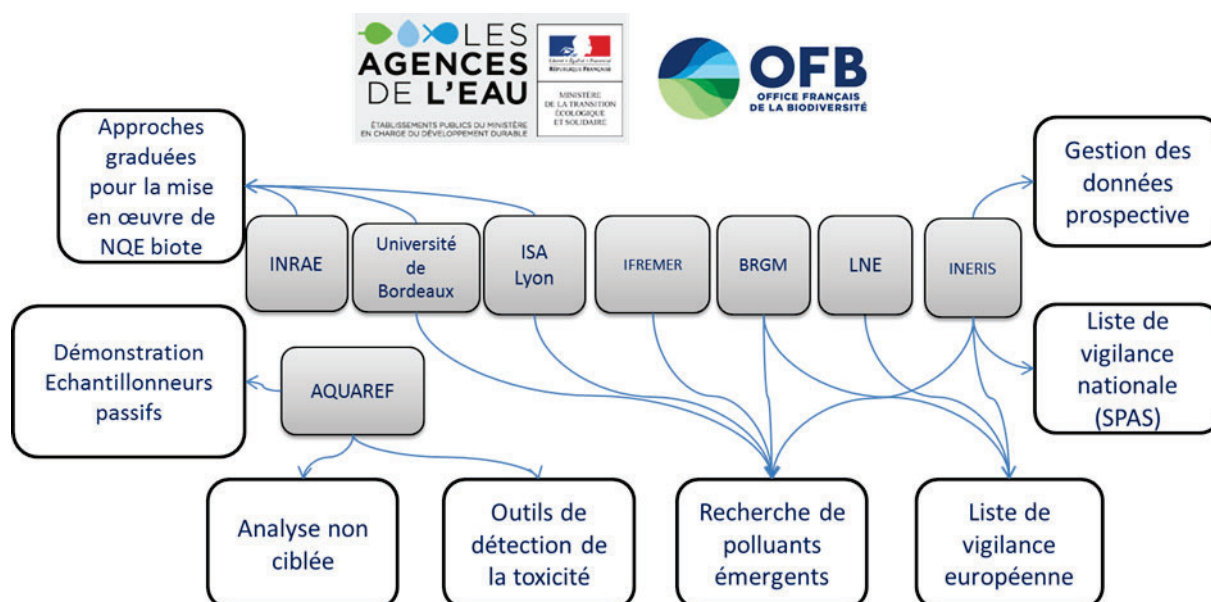 LES
AGENCES
DE L'EAU
ÉTABLISSEMENTS PUBLICS DU MINISTÈRE
EN CHARGE DU DÉVELOPPEMENT DURABLE
Liberté • Égalité • Fraternité
RÉPUBLIQUE FRANÇAISE
MINISTÈRE
DE LA TRANSITION
ÉCOLOGIQUE
ET SOLIDAIRE
OFB
OFFICE FRANÇAIS
DE LA BIODIVERSITÉ
Approches
graduées
pour la mise
en œuvre de
NQE biote
Gestion des
données
prospective
INRAE
Université
de
Bordeaux
ISA
Lyon
IFREMER
BRGM
LNE
INERIS
Démonstration
Echantillonneurs
passifs
AQUAREF
Liste de
vigilance
nationale
(SPAS)
Analyse non
ciblée
Outils de
détection de
la toxicité
Recherche de
polluants
émergents
Liste de
vigilance
européenne